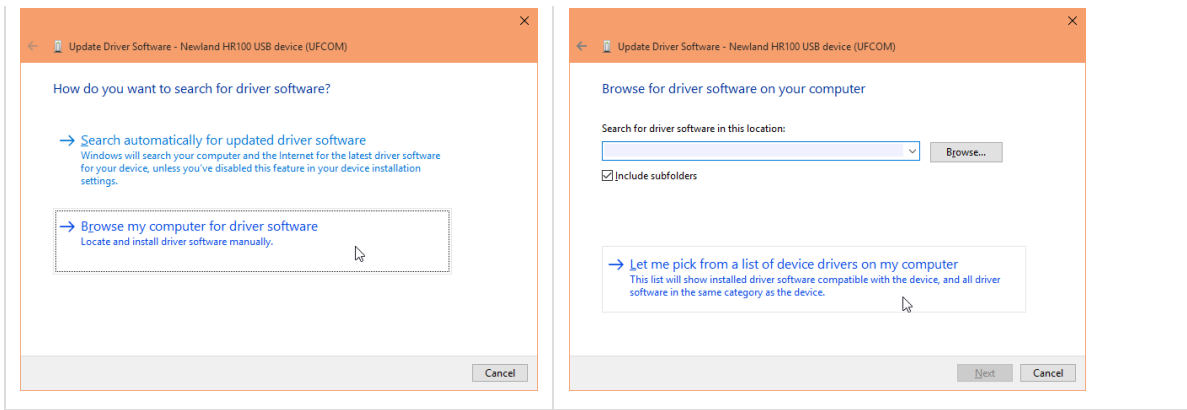 Update Driver Software - Newland HR100 USB device (UFCOM)
How do you want to search for driver software?
Search automatically for updated driver software
Windows will search your computer and the Internet for the latest driver software
for your device, unless you've disabled this feature in your device installation
settings.
Browse my computer for driver software
Locate and install driver software manually.
Cancel
Update Driver Software - Newland HR100 USB device (UFCOM)
Browse for driver software on your computer
Search for driver software in this location:
Browse...
Include subfolders
Let me pick from a list of device drivers on my computer
This list will show installed driver software compatible with the device, and all driver
software in the same category as the device.
Next
Cancel